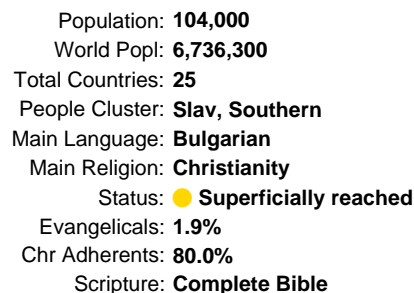 Population: 104,000
World Popl: 6,736,300
Total Countries: 25
People Cluster: Slav, Southern
Main Language: Bulgarian
Main Religion: Christianity
Status: Superficially reached
Evangelicals: 1.9%
Chr Adherents: 80.0%
Scripture: Complete Bible